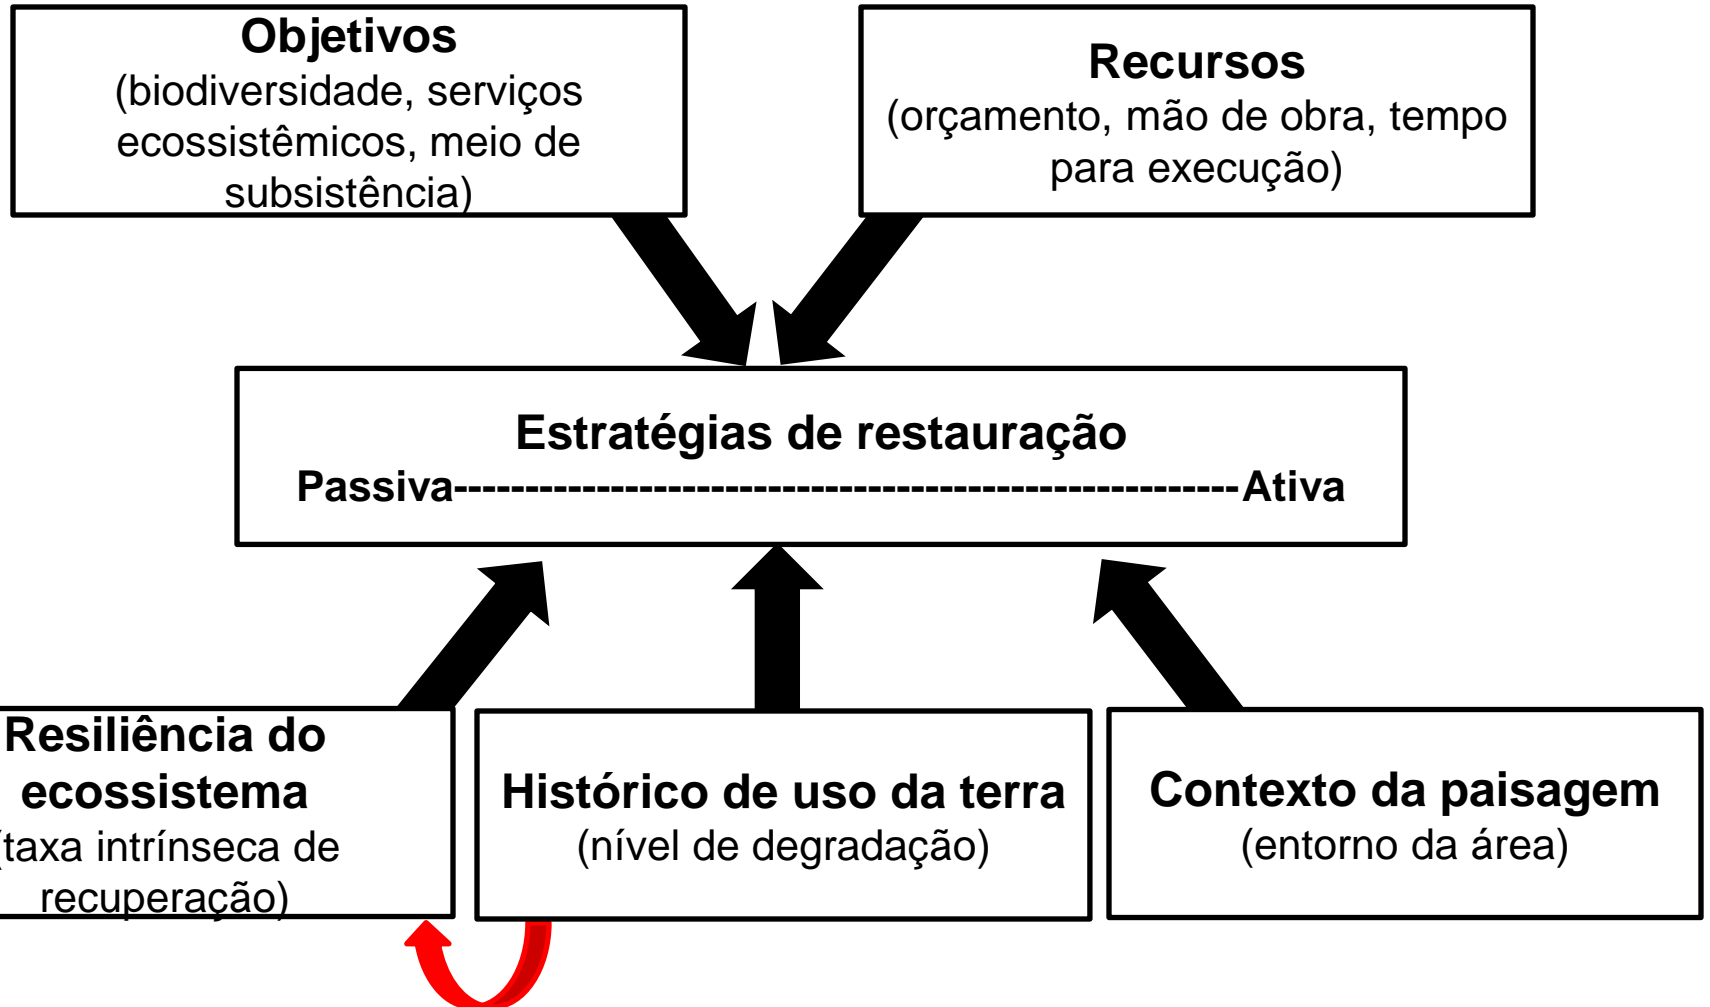 Objetivos
(biodiversidade, serviços
ecossistêmicos, meio de
subsistência)
Recursos
(orçamento, mão de obra, tempo
para execução)
Estratégias de restauração
Passiva-------------------------------------------------------Ativa
Resiliência do
ecossistema
(taxa intrínseca de
recuperação)
Histórico de uso da terra
(nível de degradação)
Contexto da paisagem
(entorno da área)